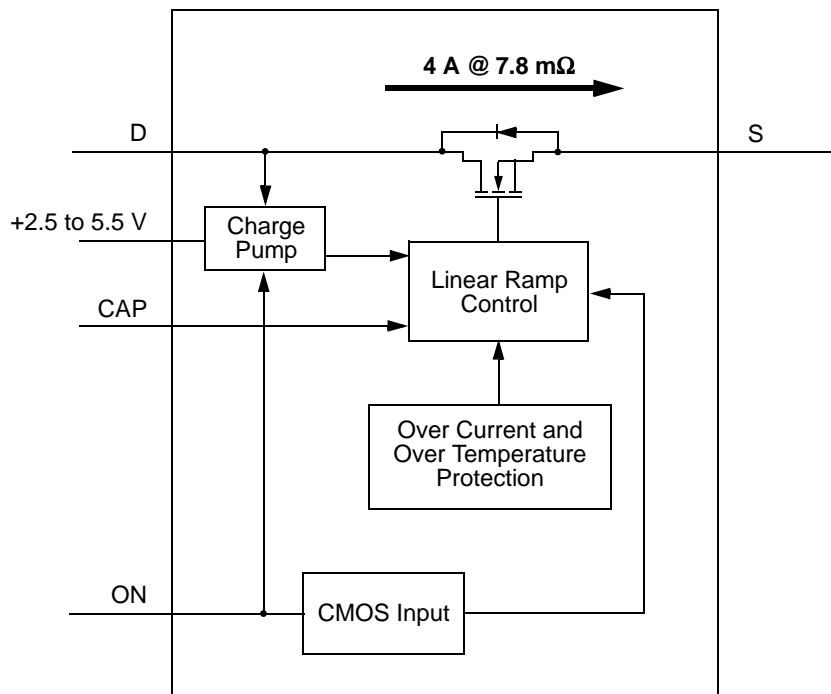 4 A @ 7.8 mΩ
D
S
+2.5 to 5.5 V
Charge
Pump
Linear Ramp
Control
CAP
Over Current and
Over Temperature
Protection
ON
CMOS Input